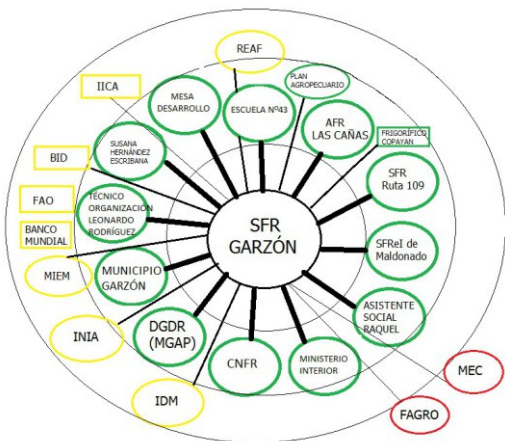 REAF
IICA
MESA
DESARROLLO
ESCUELA Nº43
PLAN
AGROPECUARIO
AFR
LAS CAÑAS
FRIGORÍFICO
COPAYAN
SUSANA
HERNÁNDEZ
ESCRIBANA
BID
SFR
Ruta 109
FAO
TÉCNICO
ORGANIZACIÓN
LEONARDO
RODRÍGUEZ
BANCO
MUNDIAL
SFR
GARZÓN
SFReI de
Maldonado
MIEM
MUNICIPIO
GARZÓN
ASISTENTE
SOCIAL
RAQUEL
INIA
DGDR
(MGAP)
CNFR
MINISTERIO
INTERIOR
MEC
IDM
FAGRO